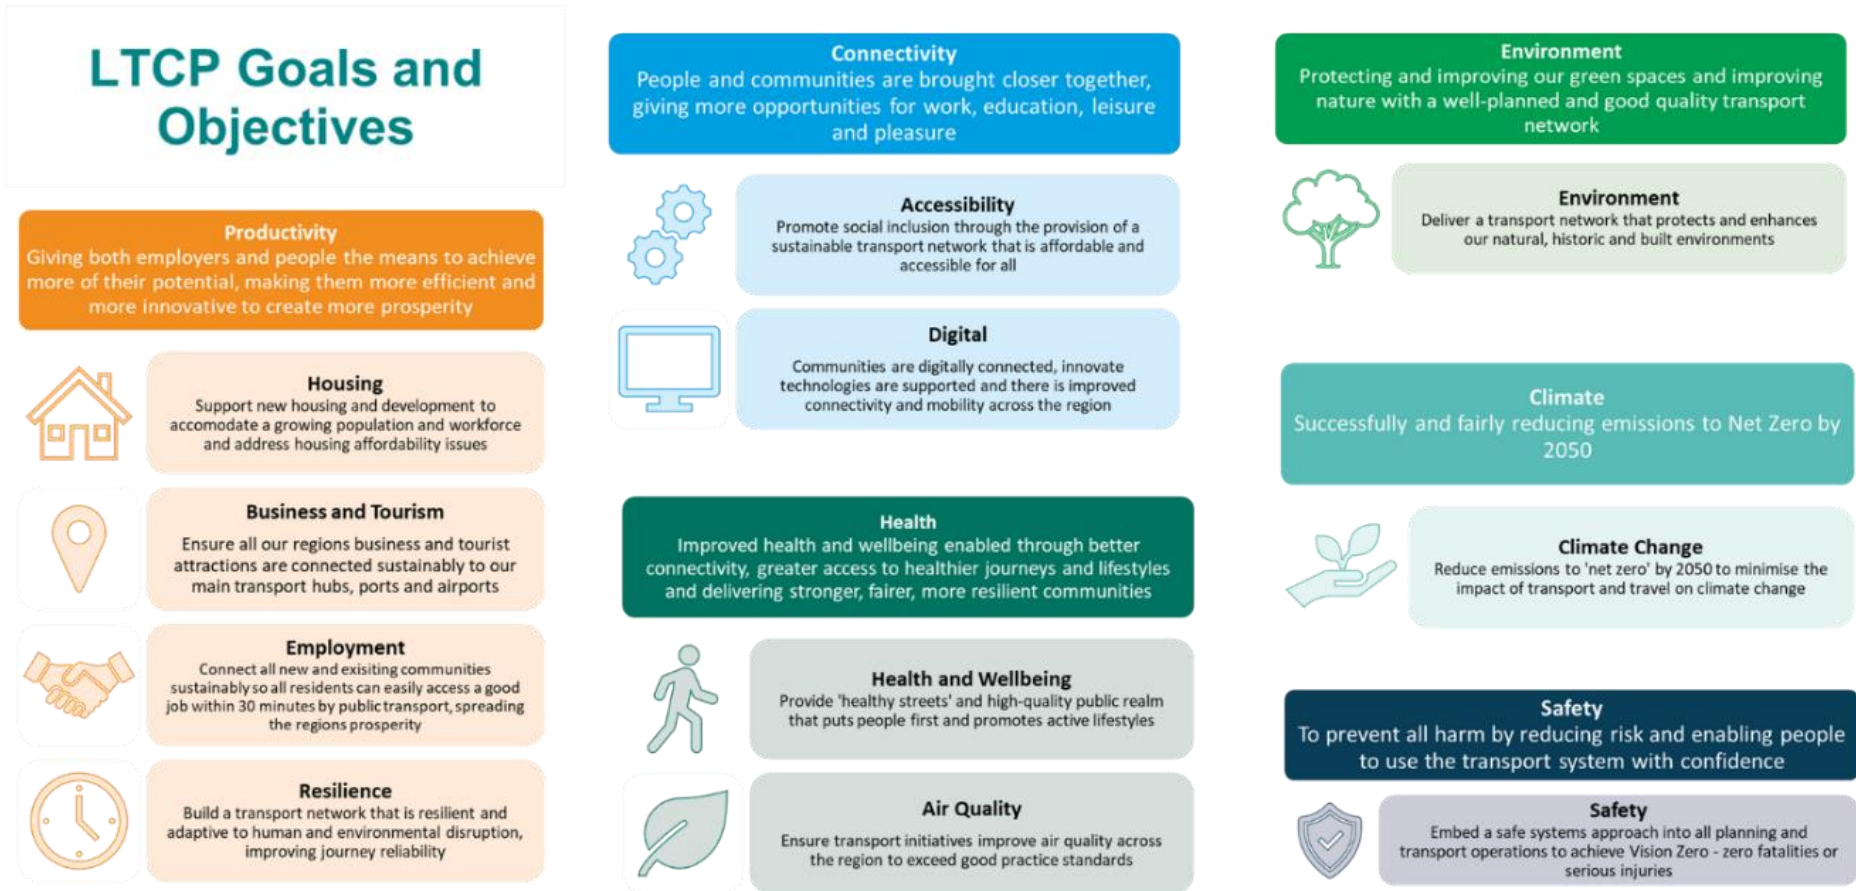 LTCP Goals and
Objectives
Productivity
Giving both employers and people the means to achieve
more of their potential, making them more efficient and
more innovative to create more prosperity
Housing
Support new housing and development to
accomodate a growing population and workforce
and address housing affordability issues
Business and Tourism
Ensure all our regions business and tourist
attractions are connected sustainably to our
main transport hubs, ports and airports
Employment
Connect all new and exisiting communities
sustainably so all residents can easily access a good
job within 30 minutes by public transport, spreading
the regions prosperity
Resilience
Build a transport network that is resilient and
adaptive to human and environmental disruption,
improving journey reliability
Connectivity
People and communities are brought closer together,
giving more opportunities for work, education, leisure
and pleasure
Accessibility
Promote social inclusion through the provision of a
sustainable transport network that is affordable and
accessible for all
Digital
Communities are digitally connected, innovate
technologies are supported and there is improved
connectivity and mobility across the region
Health
Improved health and wellbeing enabled through better
connectivity, greater access to healthier journeys and lifestyles
and delivering stronger, fairer, more resilient communities
Health and Wellbeing
Provide 'healthy streets' and high-quality public realm
that puts people first and promotes active lifestyles
Air Quality
Ensure transport initiatives improve air quality across
the region to exceed good practice standards
Environment
Protecting and improving our green spaces and improving
nature with a well-planned and good quality transport
network
Environment
Deliver a transport network that protects and enhances
our natural, historic and built environments
Climate
Successfully and fairly reducing emissions to Net Zero by
2050
Climate Change
Reduce emissions to 'net zero' by 2050 to minimise the
impact of transport and travel on climate change
Safety
To prevent all harm by reducing risk and enabling people
to use the transport system with confidence
Safety
Embed a safe systems approach into all planning and
transport operations to achieve Vision Zero - zero fatalities or
serious injuries